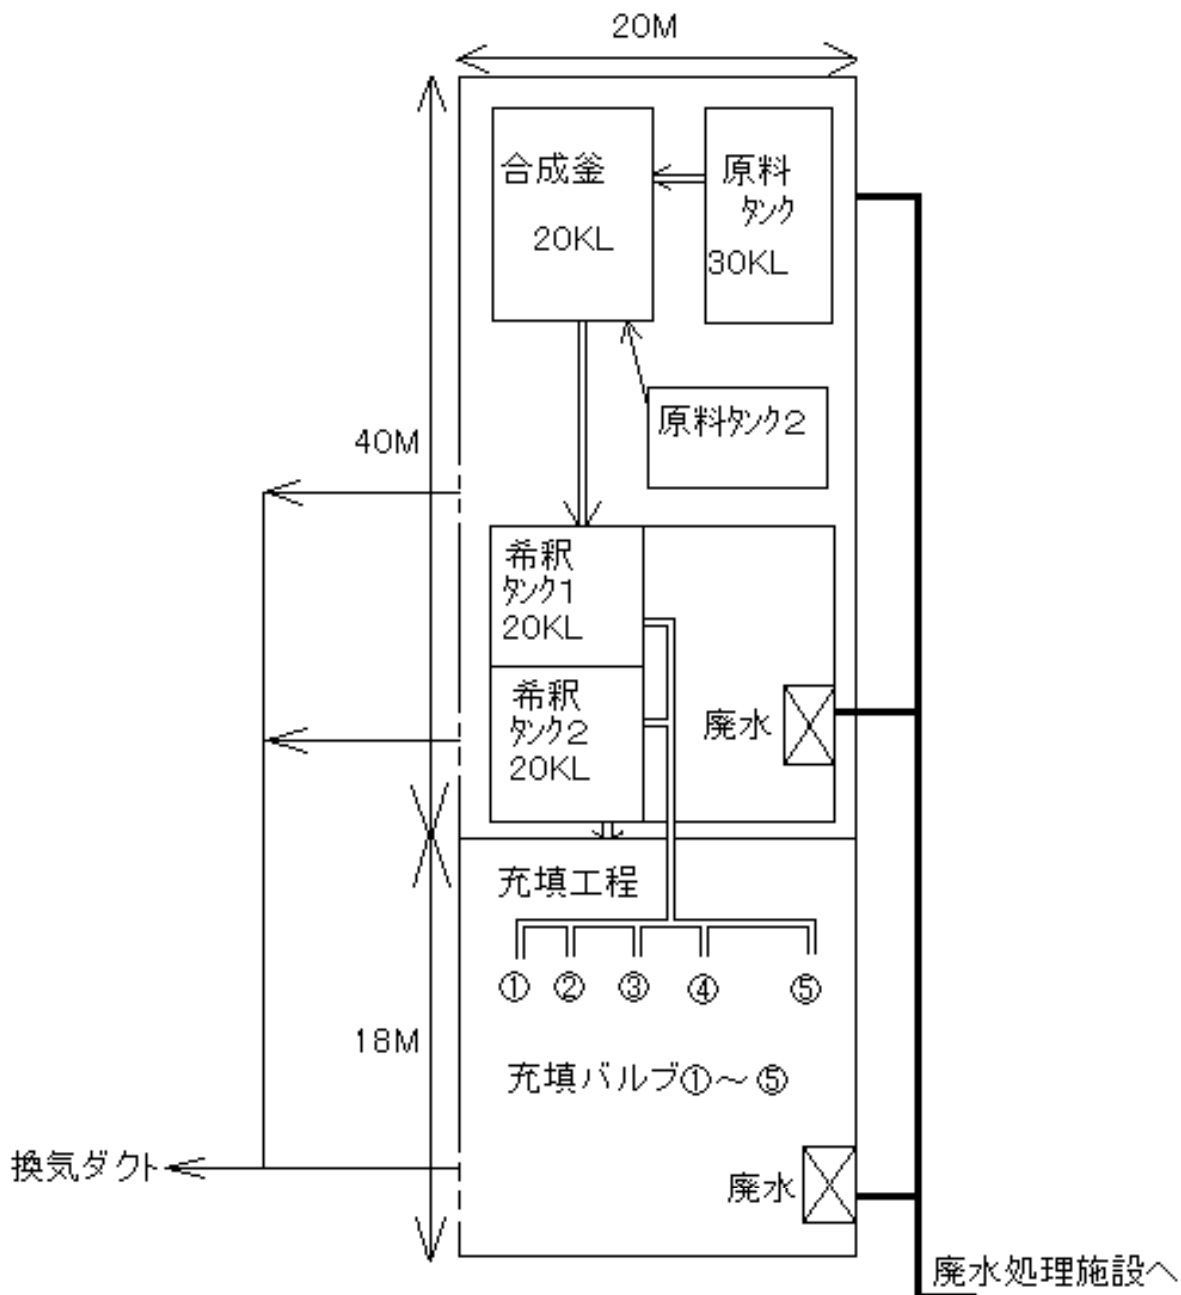 20M
合成釜
20KL
原料
タンク
30KL
原料タンク2
40M
希釈
タンク1
20KL
希釈
タンク2
20KL
廃水
充填工程
① ② ③ ④ ⑤
18M
充填バルブ①～⑤
換気ダクト
廃水
廃水処理施設へ